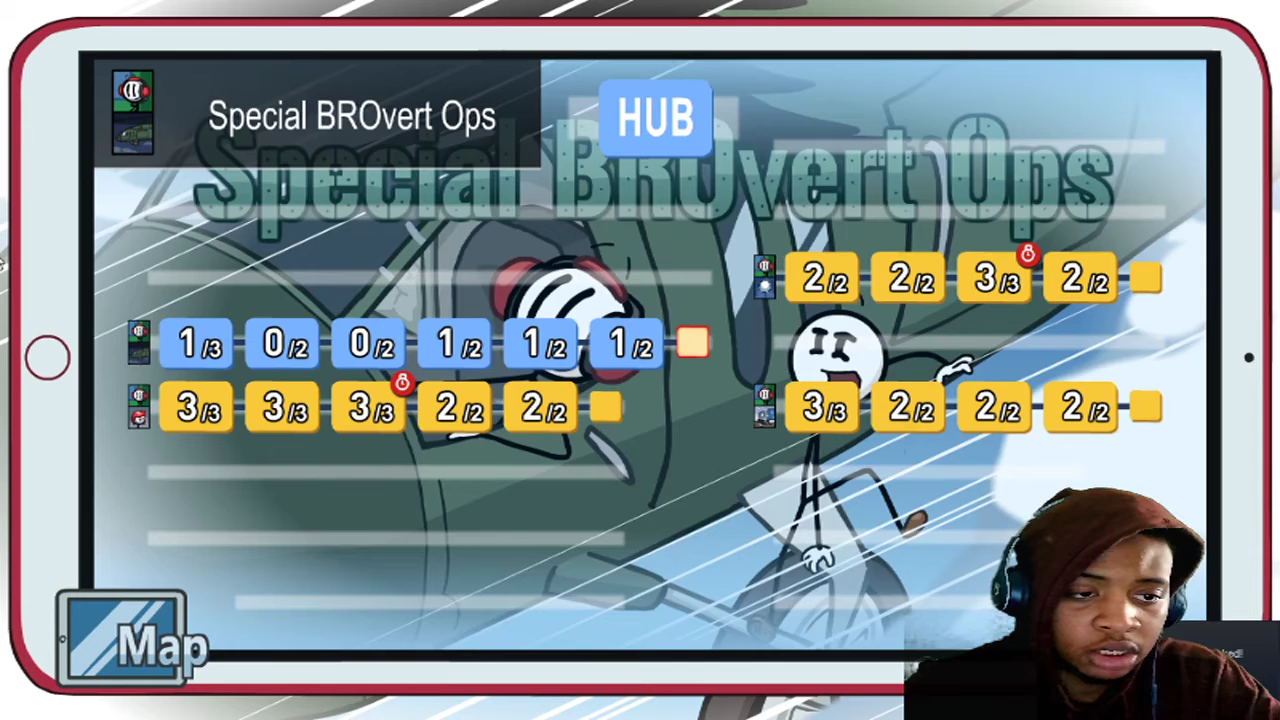 Special BROvert Ops
HUB
Special BROvert Ops
2/2 2/2 3/3 2/2
1/3 0/2 0/2 1/2 1/2 1/2
3/3 3/3 3/3 2/2 2/2
3/3 2/2 2/2 2/2
Map